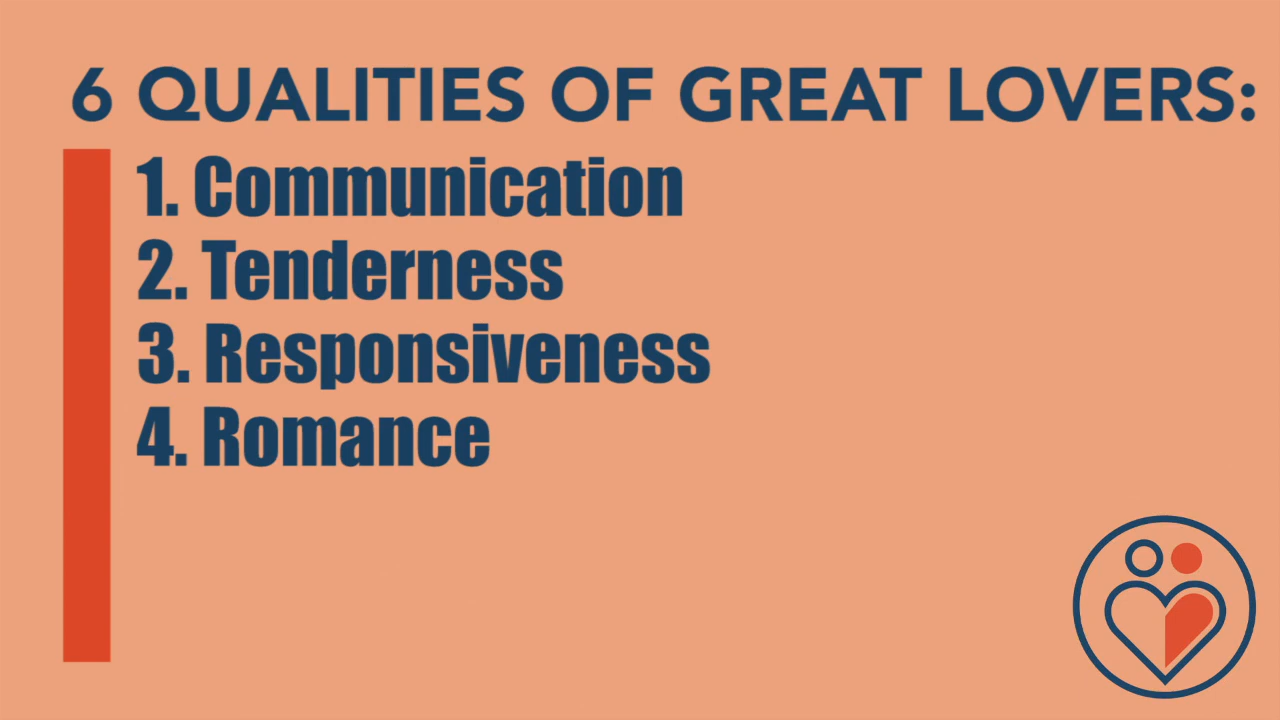 6 QUALITIES OF GREAT LOVERS:
1. Communication
2. Tenderness
3. Responsiveness
4. Romance